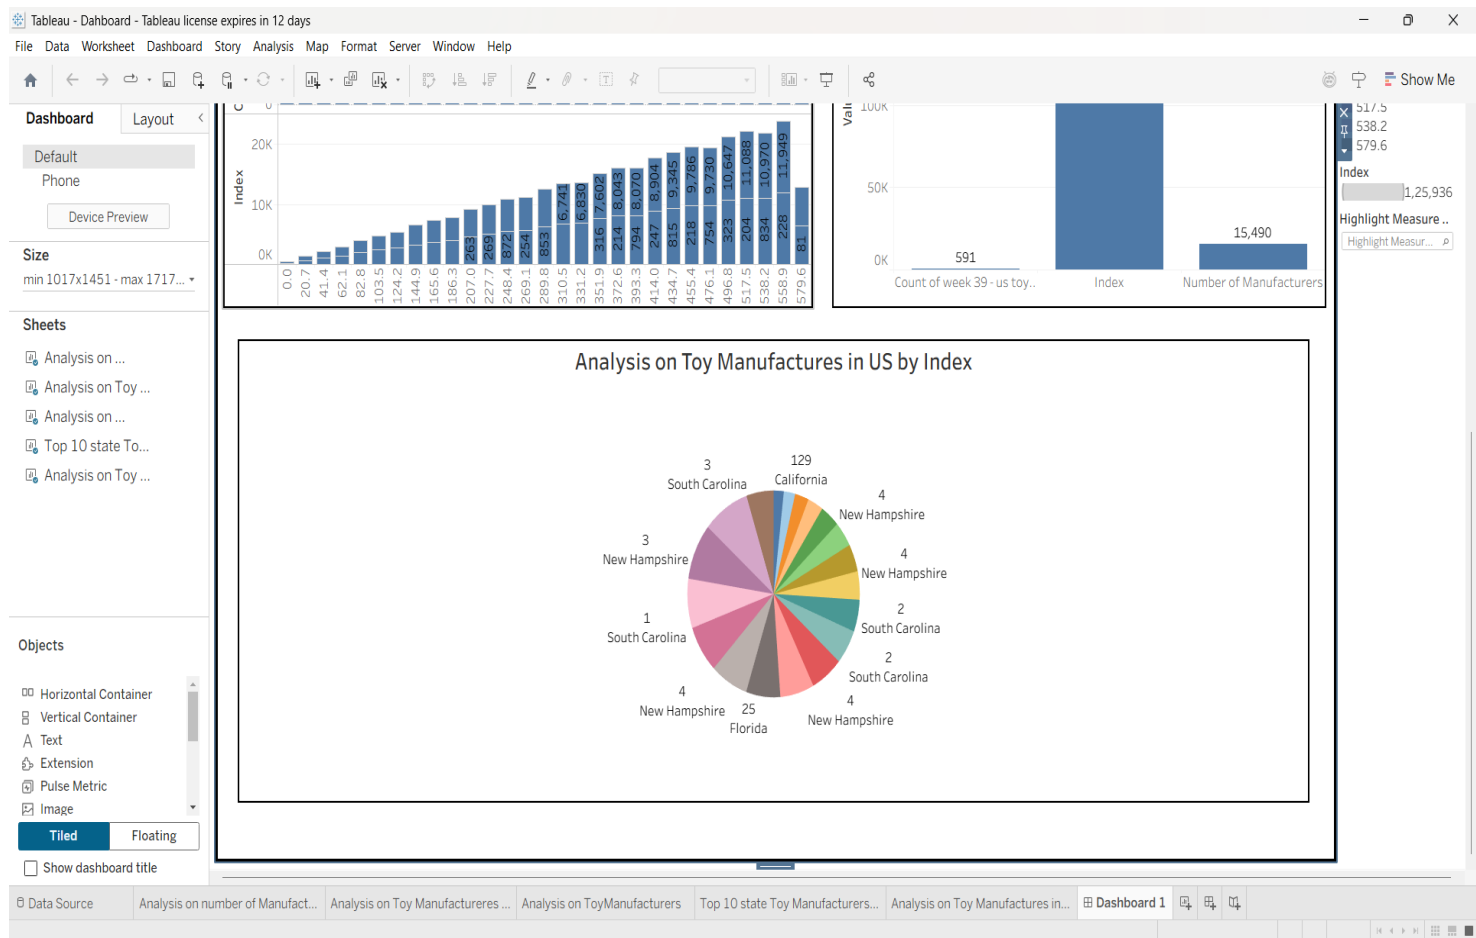 Tableau - Dahboard - Tableau license expires in 12 days
File Data Worksheet Dashboard Story Analysis Map Format Server Window Help
Show Me
Dashboard Layout
Default
Phone
Device Preview
Size
min 1017x1451 - max 1717...
Sheets
Analysis on ...
Analysis on Toy ...
Analysis on ...
Top 10 state To...
Analysis on Toy ...
Objects
Horizontal Container
Vertical Container
Text
Extension
Pulse Metric
Image
Tiled Floating
Show dashboard title
0
20K
10K
0K
Index
263 269 872 254 853 6,741 6,830 316 7,602 214 8,043 794 8,070 247 8,904 815 9,345 218 9,786 754 9,730 323 10,647 204 11,088 834 10,970 228 11,949 81
0.0 20.7 41.4 62.1 82.8 103.5 124.2 144.9 165.6 186.3 207.0 227.7 248.4 269.1 289.8 310.5 331.2 351.9 372.6 393.3 414.0 434.7 455.4 476.1 496.8 517.5 538.2 558.9 579.6
100K
50K
0K
591
15,490
Count of week 39 - us toy.. Index Number of Manufacturers
517.5
538.2
579.6
Index
1,25,936
Highlight Measure ..
Highlight Measur...
Analysis on Toy Manufactures in US by Index
129
California
4
New Hampshire
4
New Hampshire
2
South Carolina
2
South Carolina
4
New Hampshire
25
Florida
4
New Hampshire
1
South Carolina
3
New Hampshire
3
South Carolina
Data Source Analysis on number of Manufact... Analysis on Toy Manufactureres ... Analysis on ToyManufacturers Top 10 state Toy Manufacturers... Analysis on Toy Manufactures in... Dashboard 1